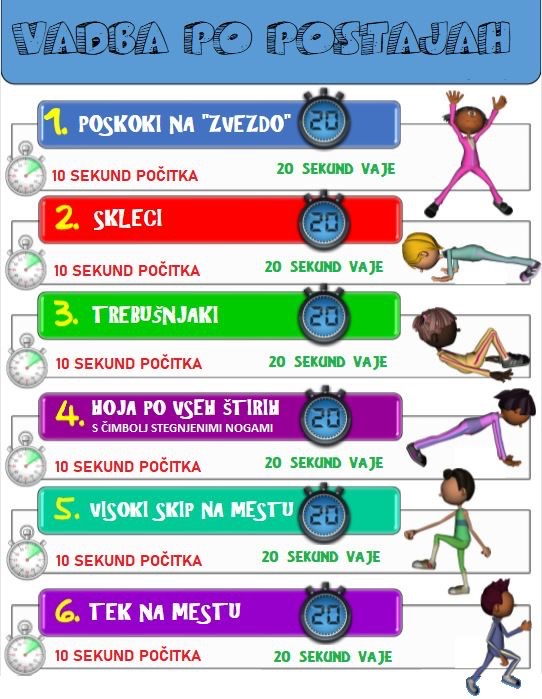 VADBA PO POSTAJAH
1. POSKOKI NA "ZVEZDO" 20
10 SEKUND POČITKA 20 SEKUND VAJE
2. SKLECI 20
10 SEKUND POČITKA 20 SEKUND VAJE
3. TREBUŠNJAKI 20
10 SEKUND POČITKA 20 SEKUND VAJE
4. HOJA PO VSEH ŠTIRIH 20
S ČIMBOLJ STEGNJENIMI NOGAMI
10 SEKUND POČITKA 20 SEKUND VAJE
5. VISOKI SKIP NA MESTU 20
10 SEKUND POČITKA 20 SEKUND VAJE
6. TEK NA MESTU 20
10 SEKUND POČITKA 20 SEKUND VAJE